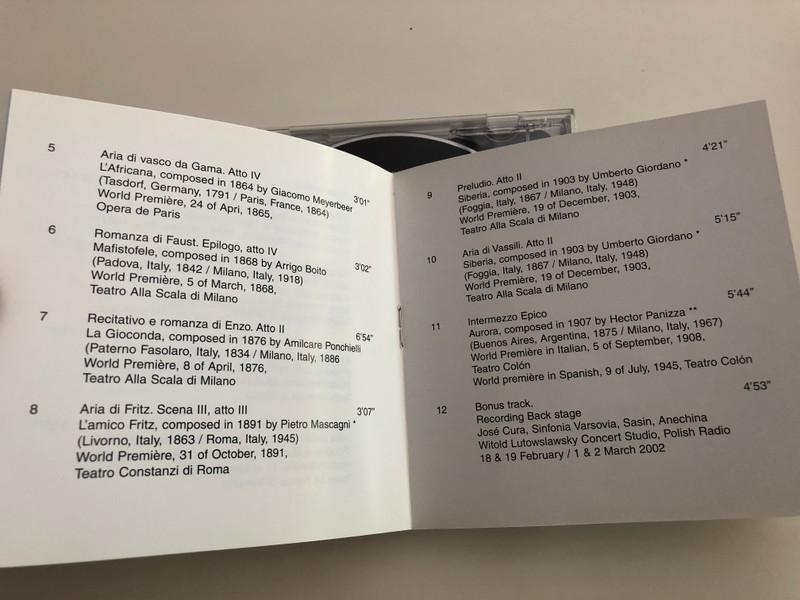 5
Aria di vasco da Gama. Atto IV
L'Africana, composed in 1864 by Giacomo Meyerbeer 3'01"
(Tasdorf, Germany, 1791 / Paris, France, 1864)
World Première, 24 of Apri, 1865,
Opera de Paris
6
Romanza di Faust. Epilogo, atto IV
Mafistofele, composed in 1868 by Arrigo Boito 3'02"
(Padova, Italy, 1842 / Milano, Italy, 1918)
World Première, 5 of March, 1868,
Teatro Alla Scala di Milano
7
Recitativo e romanza di Enzo. Atto II
La Gioconda, composed in 1876 by Amilcare Ponchielli 6'54"
(Paterno Fasolaro, Italy, 1834 / Milano, Italy, 1886
World Première, 8 of April, 1876,
Teatro Alla Scala di Milano
8
Aria di Fritz. Scena III, atto III 3'07"
L'amico Fritz, composed in 1891 by Pietro Mascagni *
(Livorno, Italy, 1863 / Roma, Italy, 1945)
World Première, 31 of October, 1891,
Teatro Constanzi di Roma
4'21"
9
Preludio. Atto II
Siberia, composed in 1903 by Umberto Giordano *
(Foggia, Italy, 1867 / Milano, Italy, 1948)
World Première, 19 of December, 1903,
Teatro Alla Scala di Milano
5'15"
10
Aria di Vassili. Atto II
Siberia, composed in 1903 by Umberto Giordano *
(Foggia, Italy, 1867 / Milano, Italy, 1948)
World Première, 19 of December, 1903,
Teatro Alla Scala di Milano
5'44"
11
Intermezzo Epico
Aurora, composed in 1907 by Hector Panizza **
(Buenos Aires, Argentina, 1875 / Milano, Italy, 1967)
World Première in Italian, 5 of September, 1908,
Teatro Colón
World première in Spanish, 9 of July, 1945, Teatro Colón
4'53"
12
Bonus track.
Recording Back stage
José Cura, Sinfonia Varsovia, Sasin, Anechina
Witold Lutowslawsky Concert Studio, Polish Radio
18 & 19 February / 1 & 2 March 2002